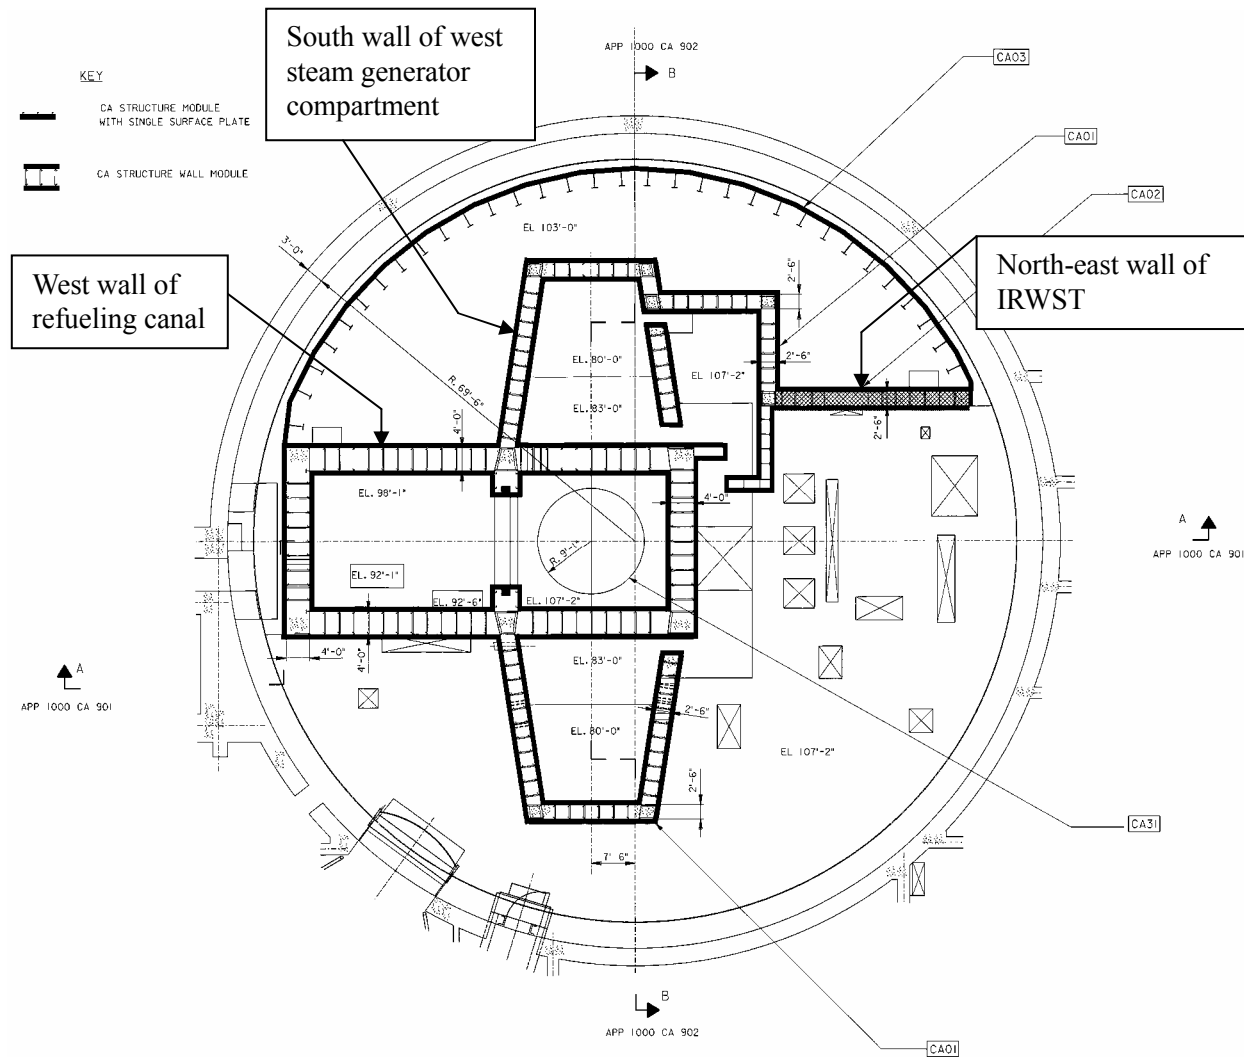 South wall of west
steam generator
compartment
APP 1000 CA 902
B
CA03
KEY
CA STRUCTURE MODULE
WITH SINGLE SURFACE PLATE
CA01
CA STRUCTURE WALL MODULE
CA02
EL 103'-0"
3'-0"
North-east wall of
IRWST
West wall of
refueling canal
2'-6"
EL. 80'-0"
2'-6"
EL 107'-2"
R. 69'-6"
EL. 83'-0"
4'-0"
2'-6"
EL. 98'-1"
4'-0"
A
APP 1000 CA 901
R. 9'-1"
EL. 92'-1"
EL. 92'-6"
EL. 107'-2"
4'-0"
4'-0"
EL. 83'-0"
A
APP 1000 CA 901
2'-6"
EL. 80'-0"
EL 107'-2"
2'-6"
CA31
7' 6"
B
APP 1000 CA 902
CA01